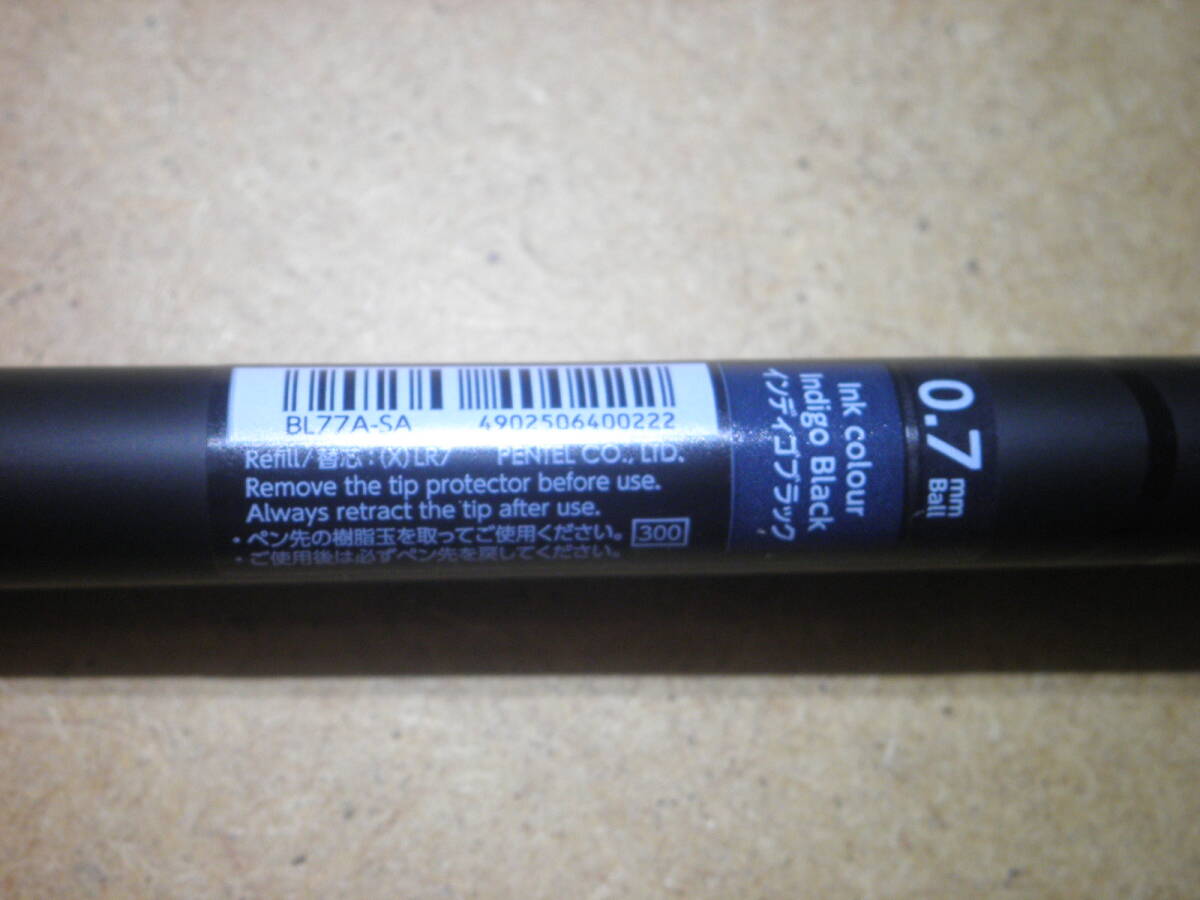 BL77A-SA 4902506400222
Refill/替芯:(X)LR7 PENTEL CO., LTD.
Remove the tip protector before use.
Always retract the tip after use.
・ペン先の樹脂玉を取ってご使用ください。 300
・ご使用後は必ずペン先を戻してください。
Ink colour
Indigo Black
インディゴブラック
0.7
mm
Ball